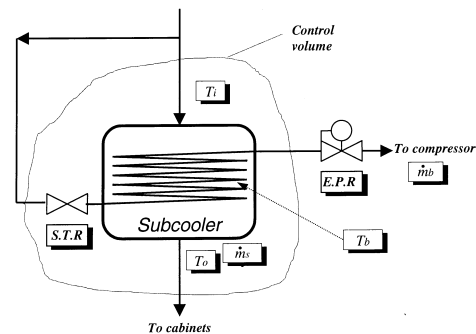 Control
volume
Ti
To compressor
ṁb
E.P.R
Subcooler
S.T.R
Tb
To
ṁs
To cabinets